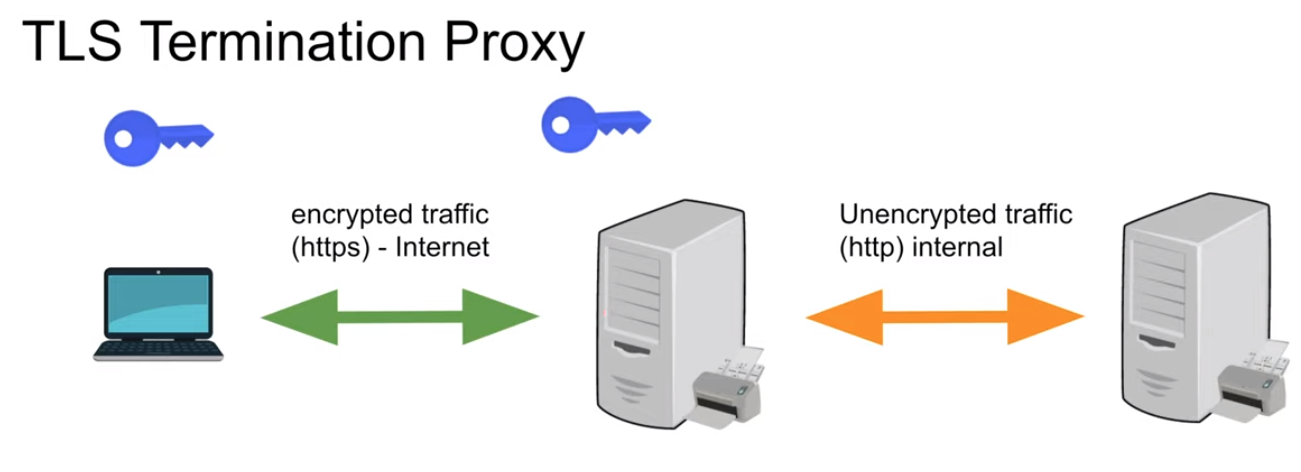 TLS Termination Proxy
encrypted traffic
(https) - Internet
Unencrypted traffic
(http) internal